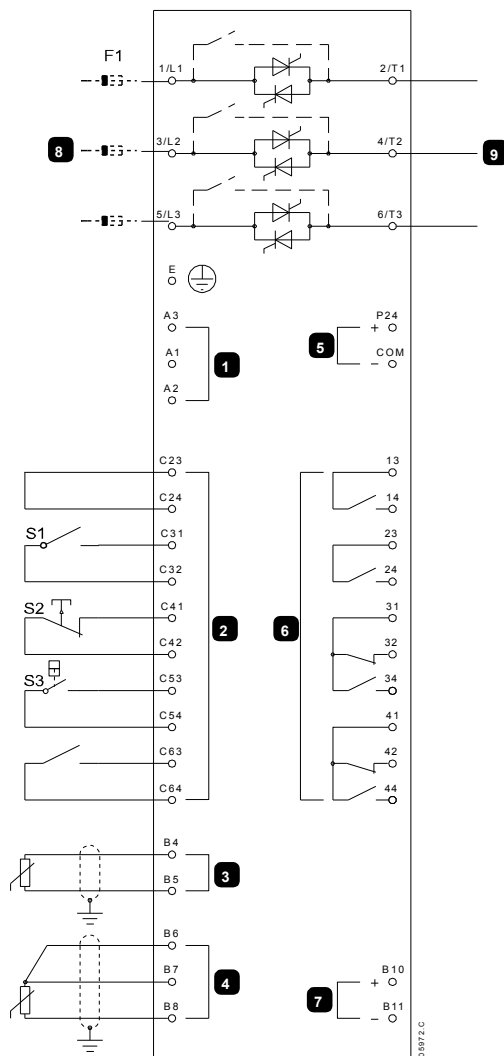 F1
1/L1
2/T1
8
3/L2
4/T2
9
5/L3
6/T3
E
A3
P24
+
1
5
A1
COM
-
A2
C23
13
C24
14
S1
C31
23
C32
24
S2
C41
31
2
6
C42
32
S3
C53
34
C54
41
C63
42
C64
44
B4
3
B5
B6
B7
B10
+
4
7
B8
B11
-
05972.C